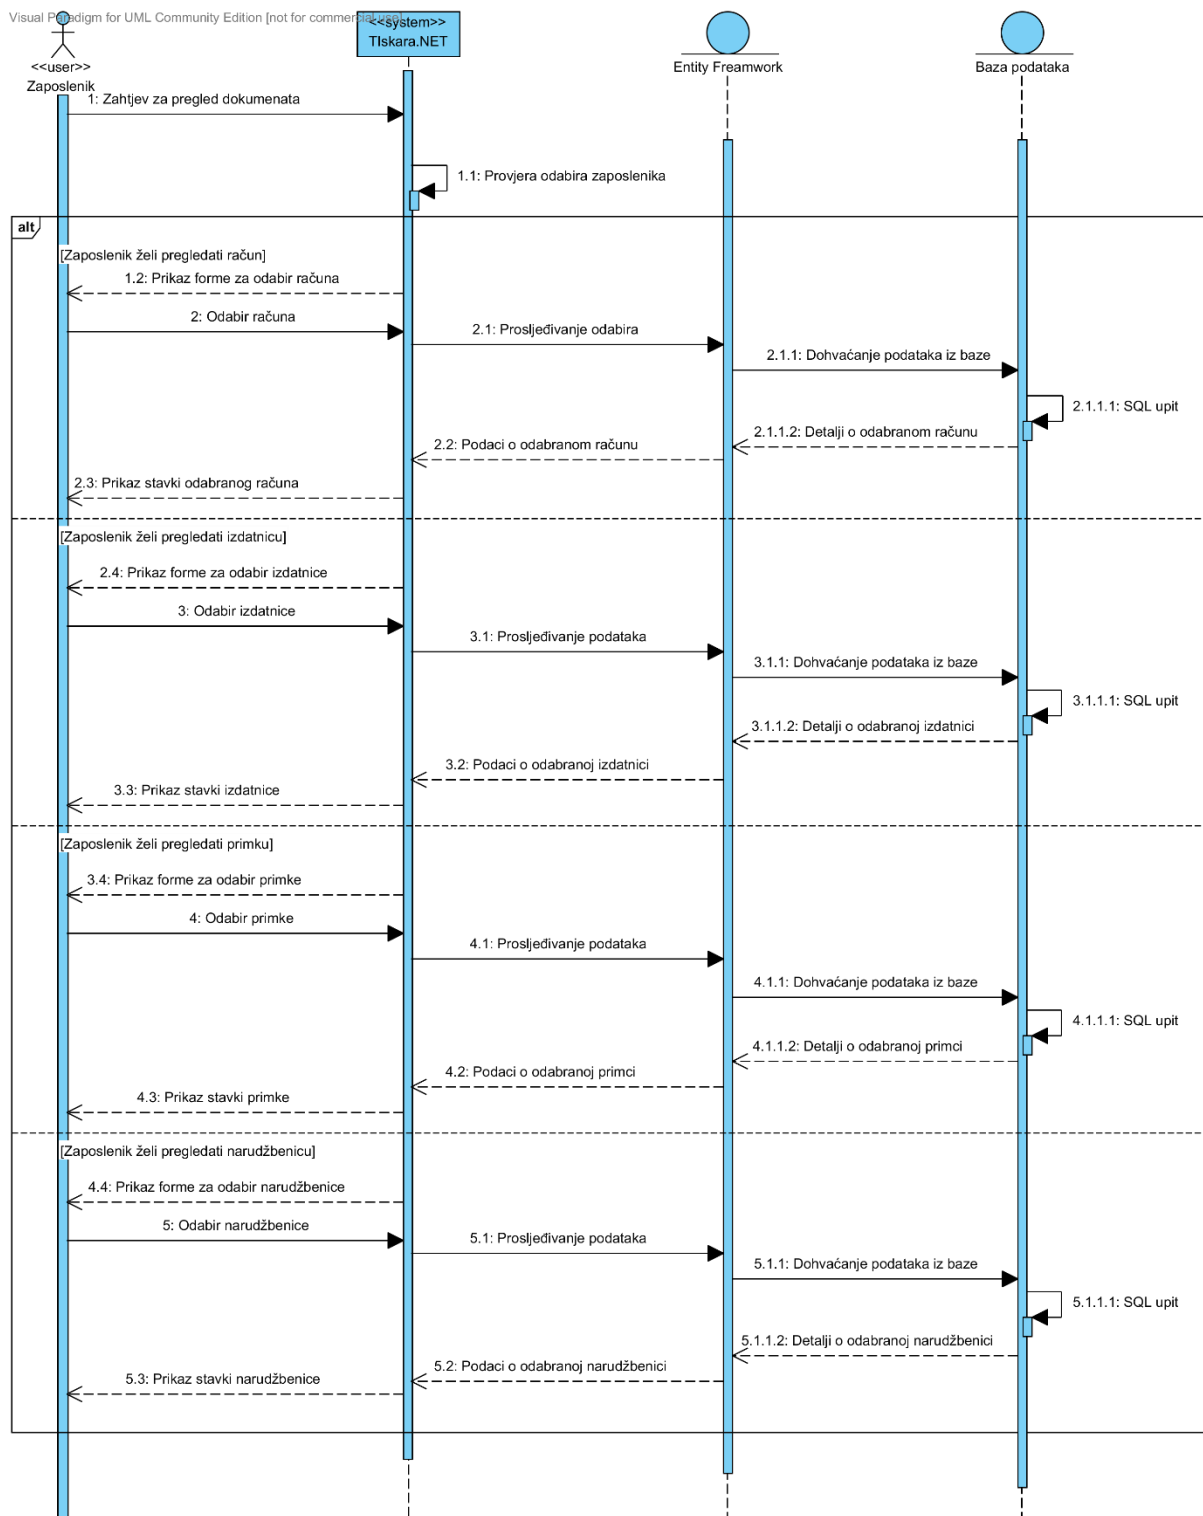 Visual Paradigm for UML Community Edition [not for commercial use]
<<user>>
Zaposlenik
<<system>>
TIskara.NET
Entity Freamwork
Baza podataka
1: Zahtjev za pregled dokumenata
1.1: Provjera odabira zaposlenika
alt
[Zaposlenik želi pregledati račun]
1.2: Prikaz forme za odabir računa
2: Odabir računa
2.1: Prosljeđivanje odabira
2.1.1: Dohvaćanje podataka iz baze
2.1.1.1: SQL upit
2.1.1.2: Detalji o odabranom računu
2.2: Podaci o odabranom računu
2.3: Prikaz stavki odabranog računa
[Zaposlenik želi pregledati izdatnicu]
2.4: Prikaz forme za odabir izdatnice
3: Odabir izdatnice
3.1: Prosljeđivanje podataka
3.1.1: Dohvaćanje podataka iz baze
3.1.1.1: SQL upit
3.1.1.2: Detalji o odabranoj izdatnici
3.2: Podaci o odabranoj izdatnici
3.3: Prikaz stavki izdatnice
[Zaposlenik želi pregledati primku]
3.4: Prikaz forme za odabir primke
4: Odabir primke
4.1: Prosljeđivanje podataka
4.1.1: Dohvaćanje podataka iz baze
4.1.1.1: SQL upit
4.1.1.2: Detalji o odabranoj primci
4.2: Podaci o odabranoj primci
4.3: Prikaz stavki primke
[Zaposlenik želi pregledati narudžbenicu]
4.4: Prikaz forme za odabir narudžbenice
5: Odabir narudžbenice
5.1: Prosljeđivanje podataka
5.1.1: Dohvaćanje podataka iz baze
5.1.1.1: SQL upit
5.1.1.2: Detalji o odabranoj narudžbenici
5.2: Podaci o odabranoj narudžbenici
5.3: Prikaz stavki narudžbenice